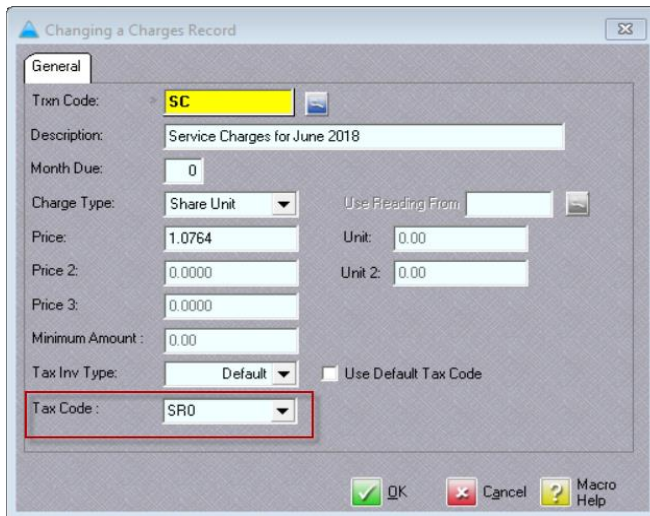 Changing a Charges Record
General
Trxn Code: SC
Description: Service Charges for June 2018
Month Due: 0
Charge Type: Share Unit Use Reading From
Price: 1.0764 Unit: 0.00
Price 2: 0.0000 Unit 2: 0.00
Price 3: 0.0000
Minimum Amount : 0.00
Tax Inv Type: Default Use Default Tax Code
Tax Code : SR0
OK Cancel Macro Help